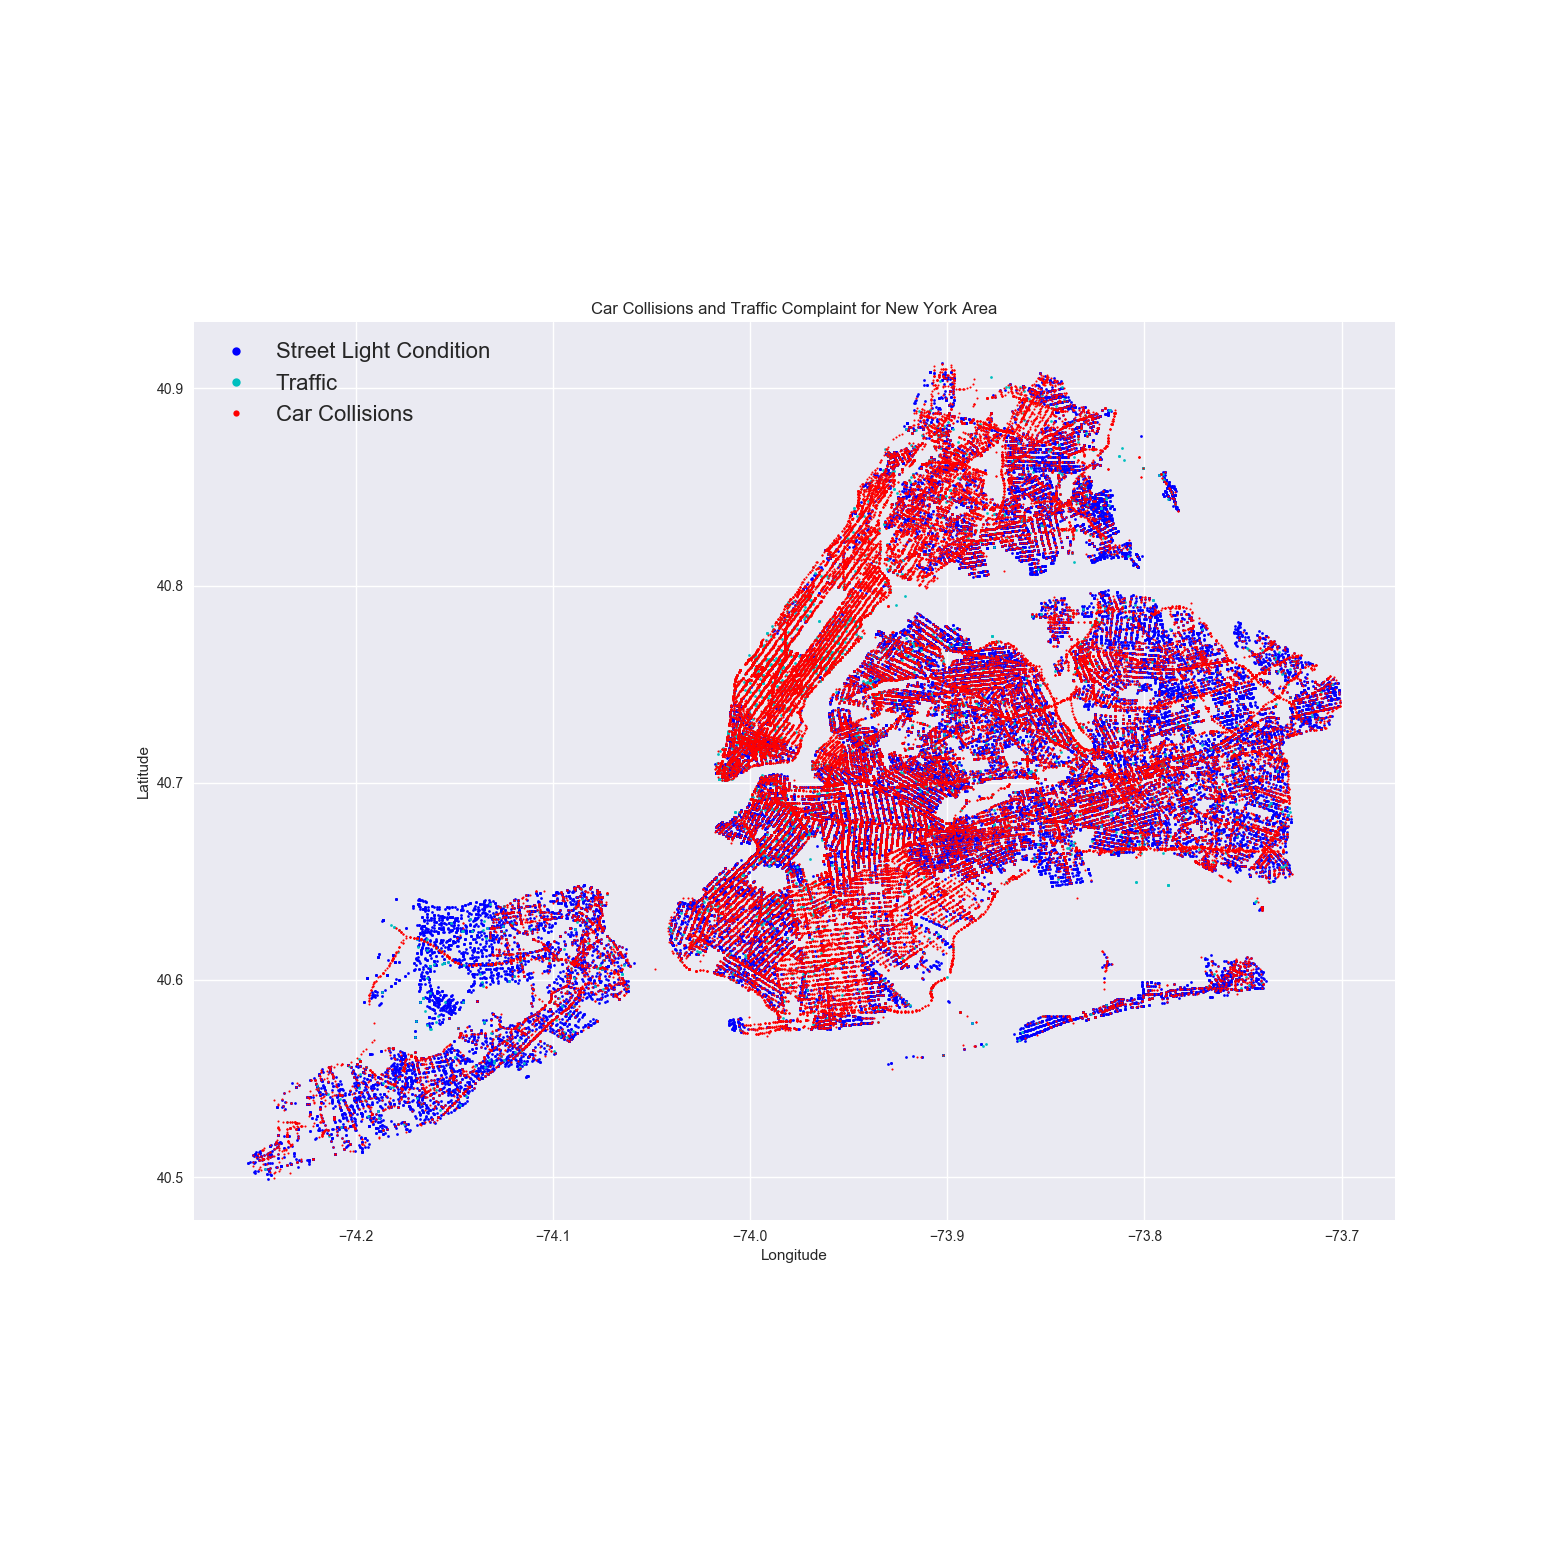 Car Collisions and Traffic Complaint for New York Area
Street Light Condition
Traffic
Car Collisions
40.9
40.8
40.7
40.6
40.5
Latitude
−74.2 −74.1 −74.0 −73.9 −73.8 −73.7
Longitude